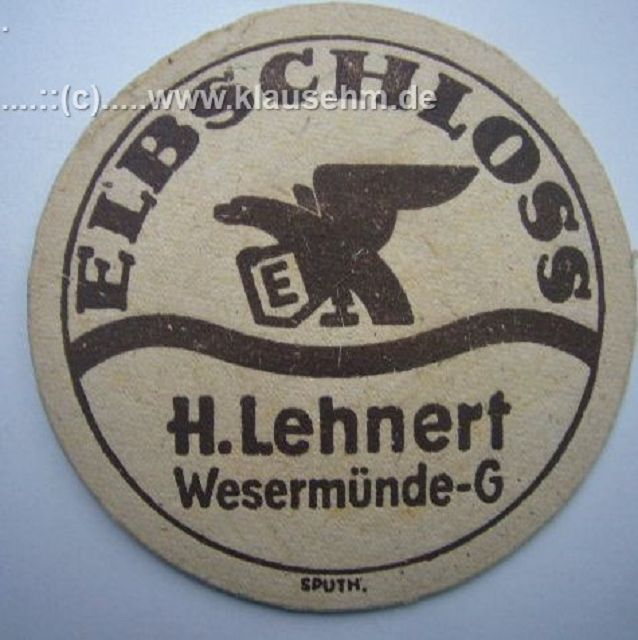 .....::(c).....www.klausehm.de
ELBSCHLOSS
E
H.Lehnert
Wesermünde-G
SPUTH.